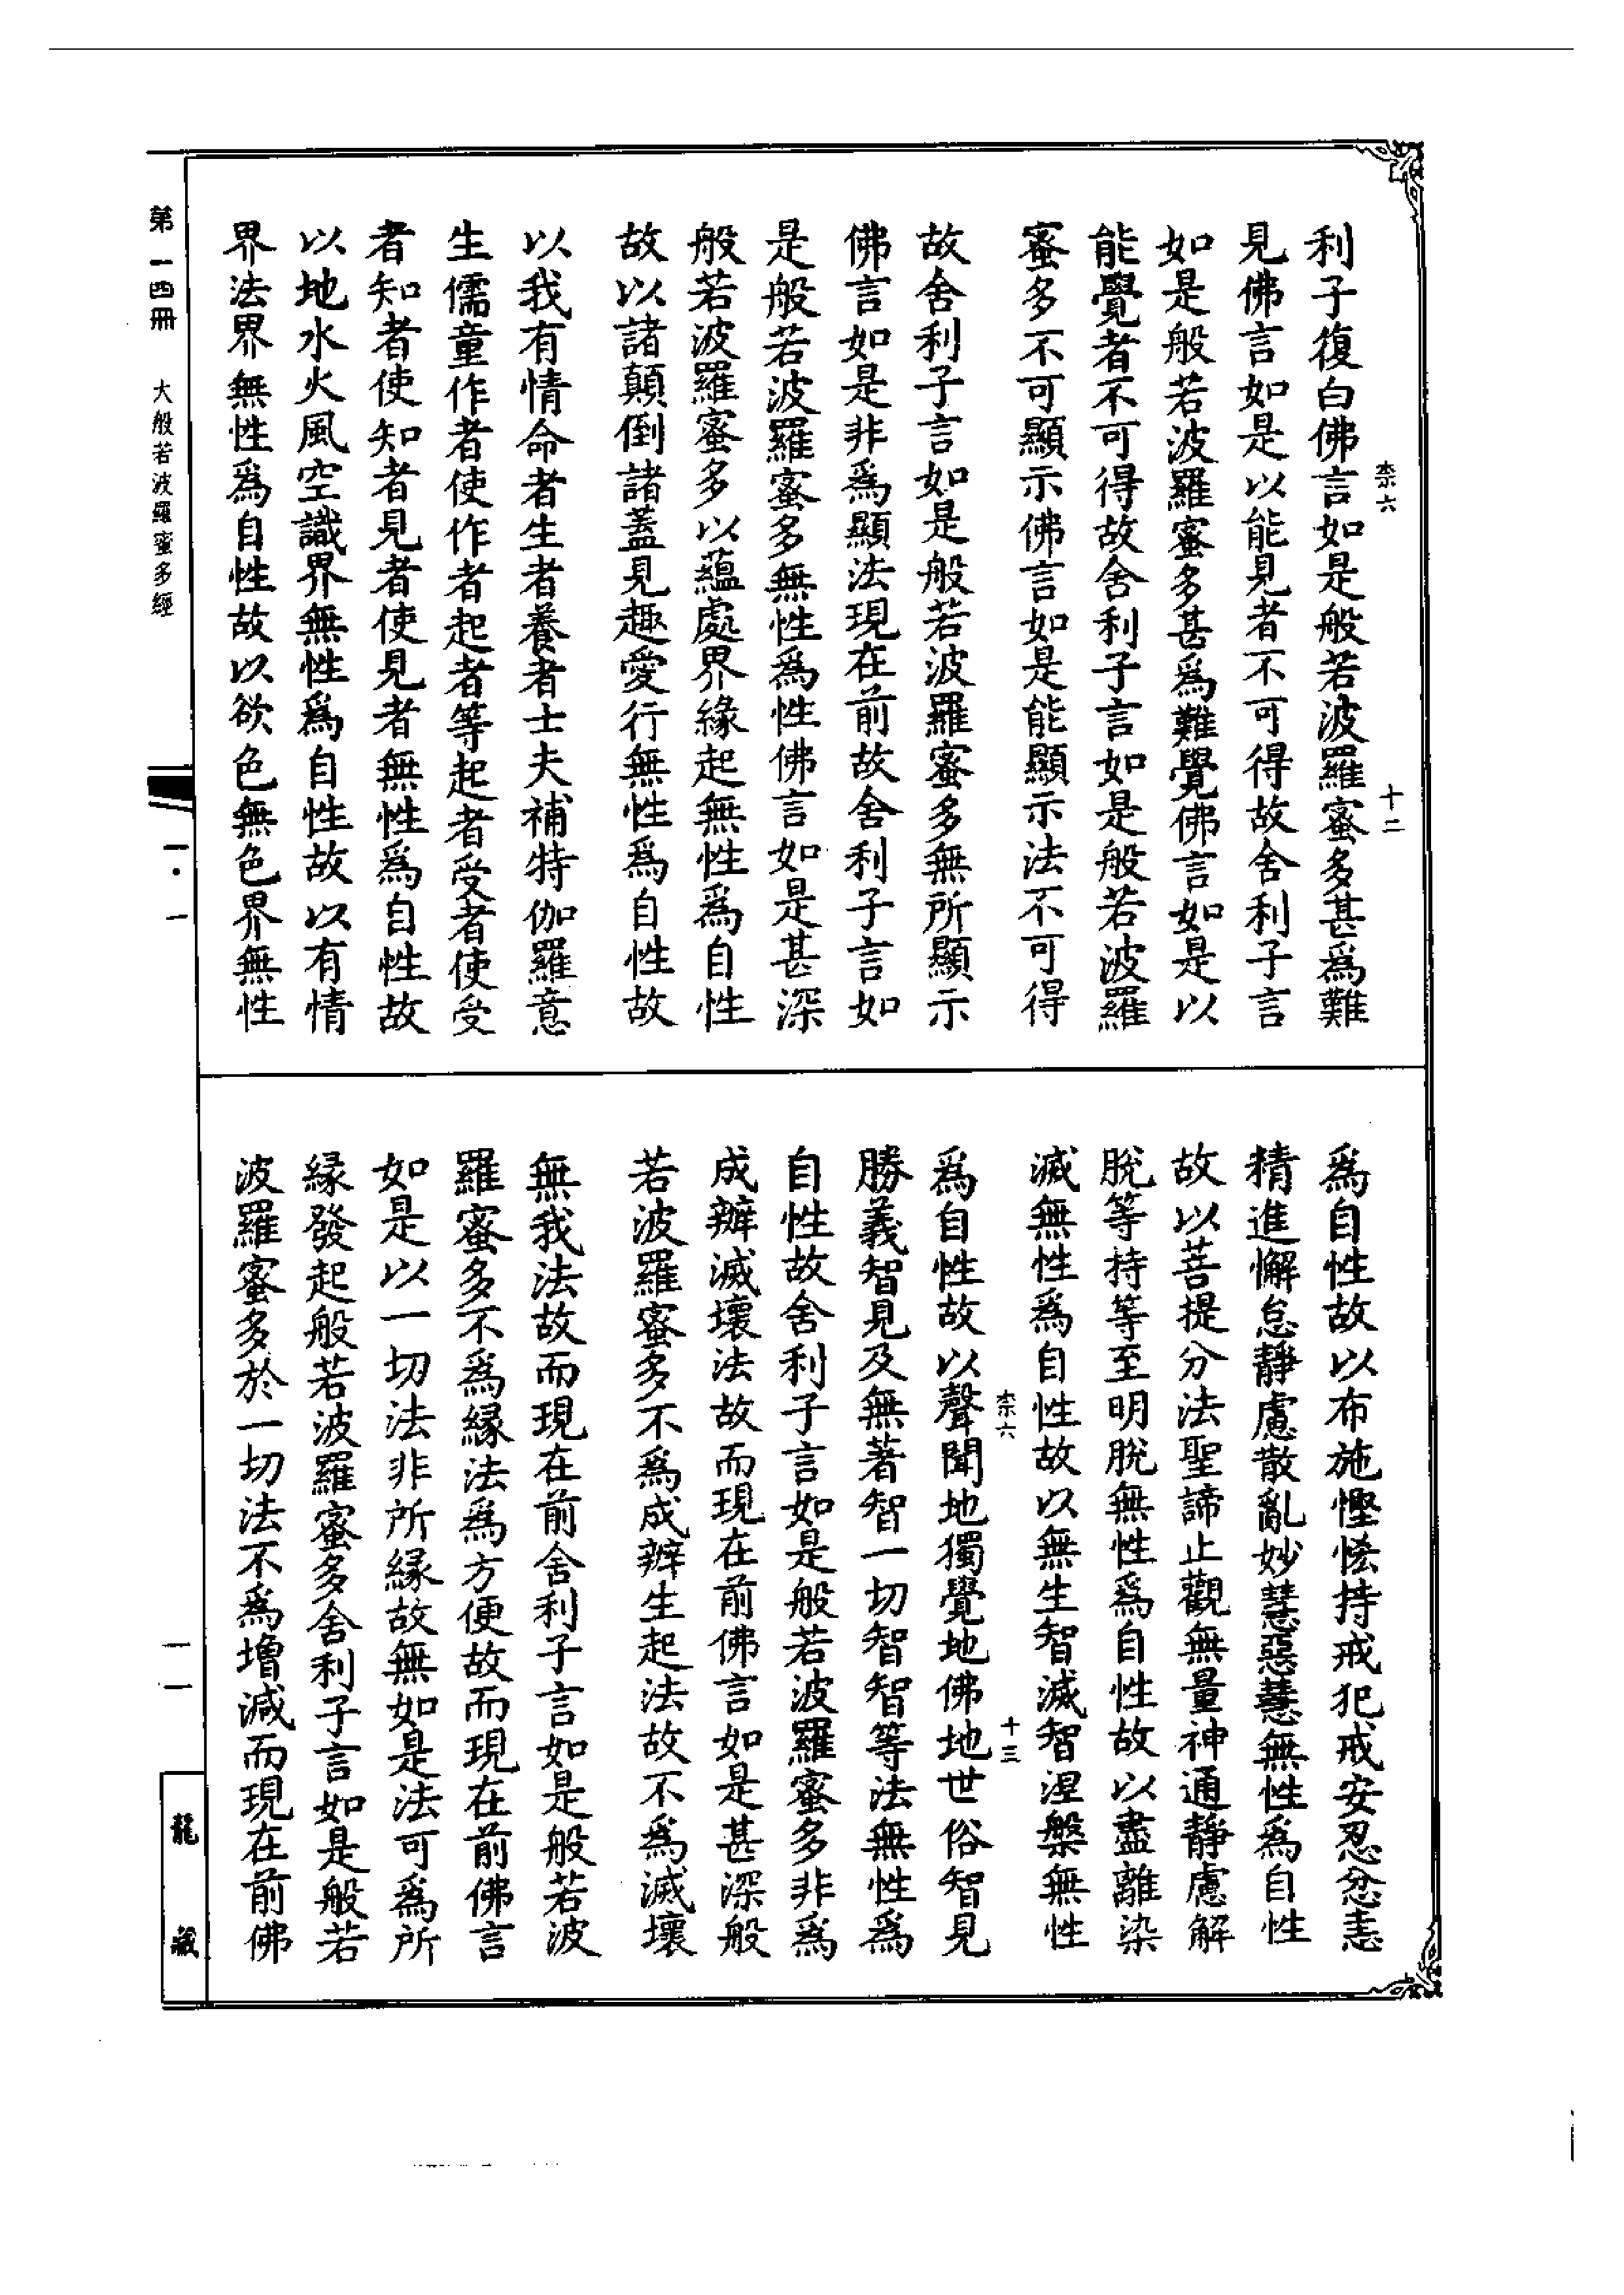 利子復白佛言如是般若波羅蜜多甚爲難
柰六
十二
見佛言如是以能見者不可得故舍利子言
如是般若波羅蜜多甚爲難覺佛言如是以
能覺者不可得故舍利子言如是般若波羅
蜜多不可顯示佛言如是能顯示法不可得
故舍利子言如是般若波羅蜜多無所顯示
佛言如是非爲顯法現在前故舍利子言如
是般若波羅蜜多無性爲性佛言如是甚深
般若波羅蜜多以蘊處界緣起無性爲自性
故以諸顛倒諸蓋見趣愛行無性爲自性故
以我有情命者生者養者士夫補特伽羅意
生儒童作者使作者起者等起者受者使受
者知者使知者見者使見者無性爲自性故
以地水火風空識界無性爲自性故以有情
界法界無性爲自性故以欲色無色界無性
爲自性故以布施慳悋持戒犯戒安忍忿恚
精進懈怠靜慮散亂妙慧惡慧無性爲自性
故以菩提分法聖諦止觀無量神通靜慮解
脫等持等至明脫無性爲自性故以盡離染
滅無性爲自性故以無生智滅智涅槃無性
柰六
十三
爲自性故以聲聞地獨覺地佛地世俗智見
勝義智見及無著智一切智智等法無性爲
自性故舍利子言如是般若波羅蜜多非爲
成辦滅壞法故而現在前佛言如是甚深般
若波羅蜜多不爲成辦生起法故不爲滅壞
無我法故而現在前舍利子言如是般若波
羅蜜多不爲緣緣法爲方便故而現在前佛言
如是以一切法非所緣故無如是法可爲所
緣發起般若波羅蜜多舍利子言如是般若
波羅蜜多於一切法不爲增減而現在前佛
第一四冊 大般若波羅蜜多經
一·一
一一
龍藏